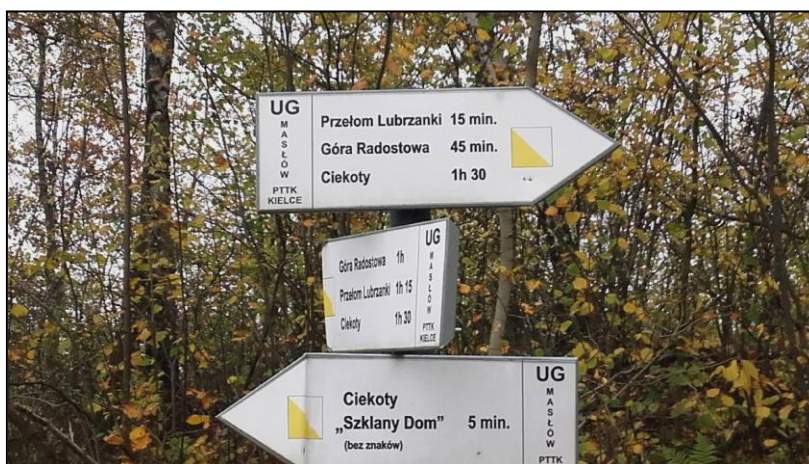 UG
MASŁÓW
PTTK
KIELCE
Przełom Lubrzanki 15 min.
Góra Radostowa 45 min.
Ciekoty 1h 30
Góra Radostowa 1h
Przełom Lubrzanki 1h 15
Ciekoty 1h 30
UG
MASŁÓW
PTTK
KIELCE
Ciekoty
„Szklany Dom” 5 min.
(bez znaków)
UG
MASŁÓW
PTTK